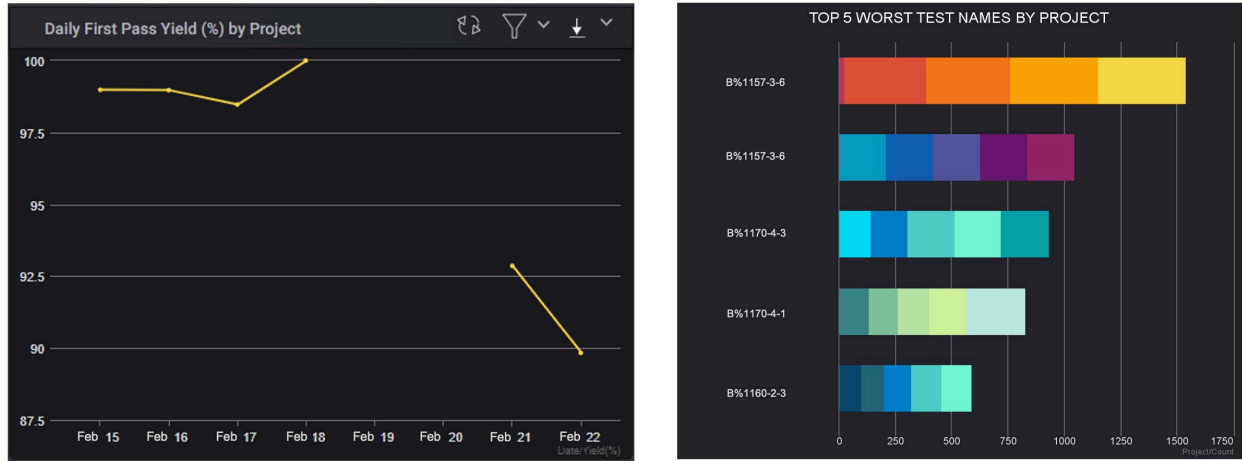 Daily First Pass Yield (%) by Project
100
97.5
95
92.5
90
87.5
Feb 15 Feb 16 Feb 17 Feb 18 Feb 19 Feb 20 Feb 21 Feb 22
Date/Yield(%)
TOP 5 WORST TEST NAMES BY PROJECT
B%1157-3-6
B%1157-3-6
B%1170-4-3
B%1170-4-1
B%1160-2-3
0 250 500 750 1000 1250 1500 1750
Project/Count